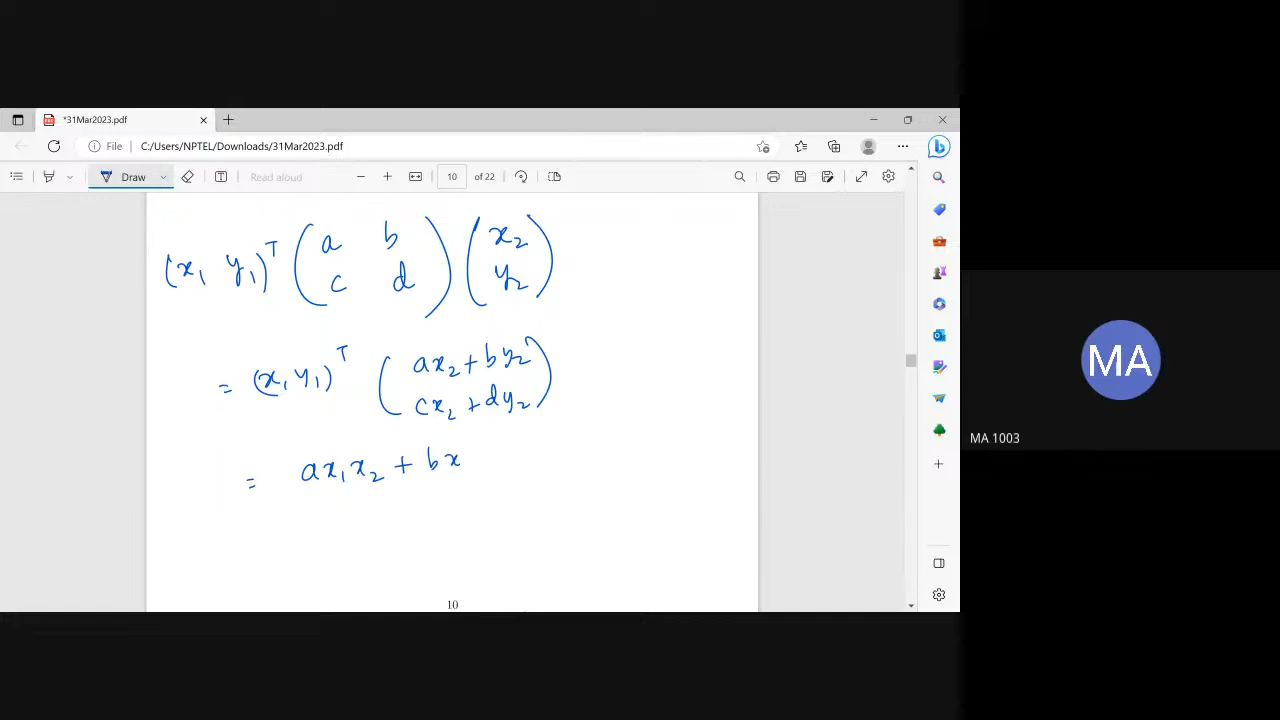 *31Mar2023.pdf
File C:/Users/NPTEL/Downloads/31Mar2023.pdf
Draw Read aloud 10 of 22
(x₁ y₁)ᵀ (a b) (x₂)
(c d) (y₂)
= (x₁ y₁)ᵀ (ax₂ + by₂)
(cx₂ + dy₂)
= ax₁x₂ + bx
10
MA
MA 1003